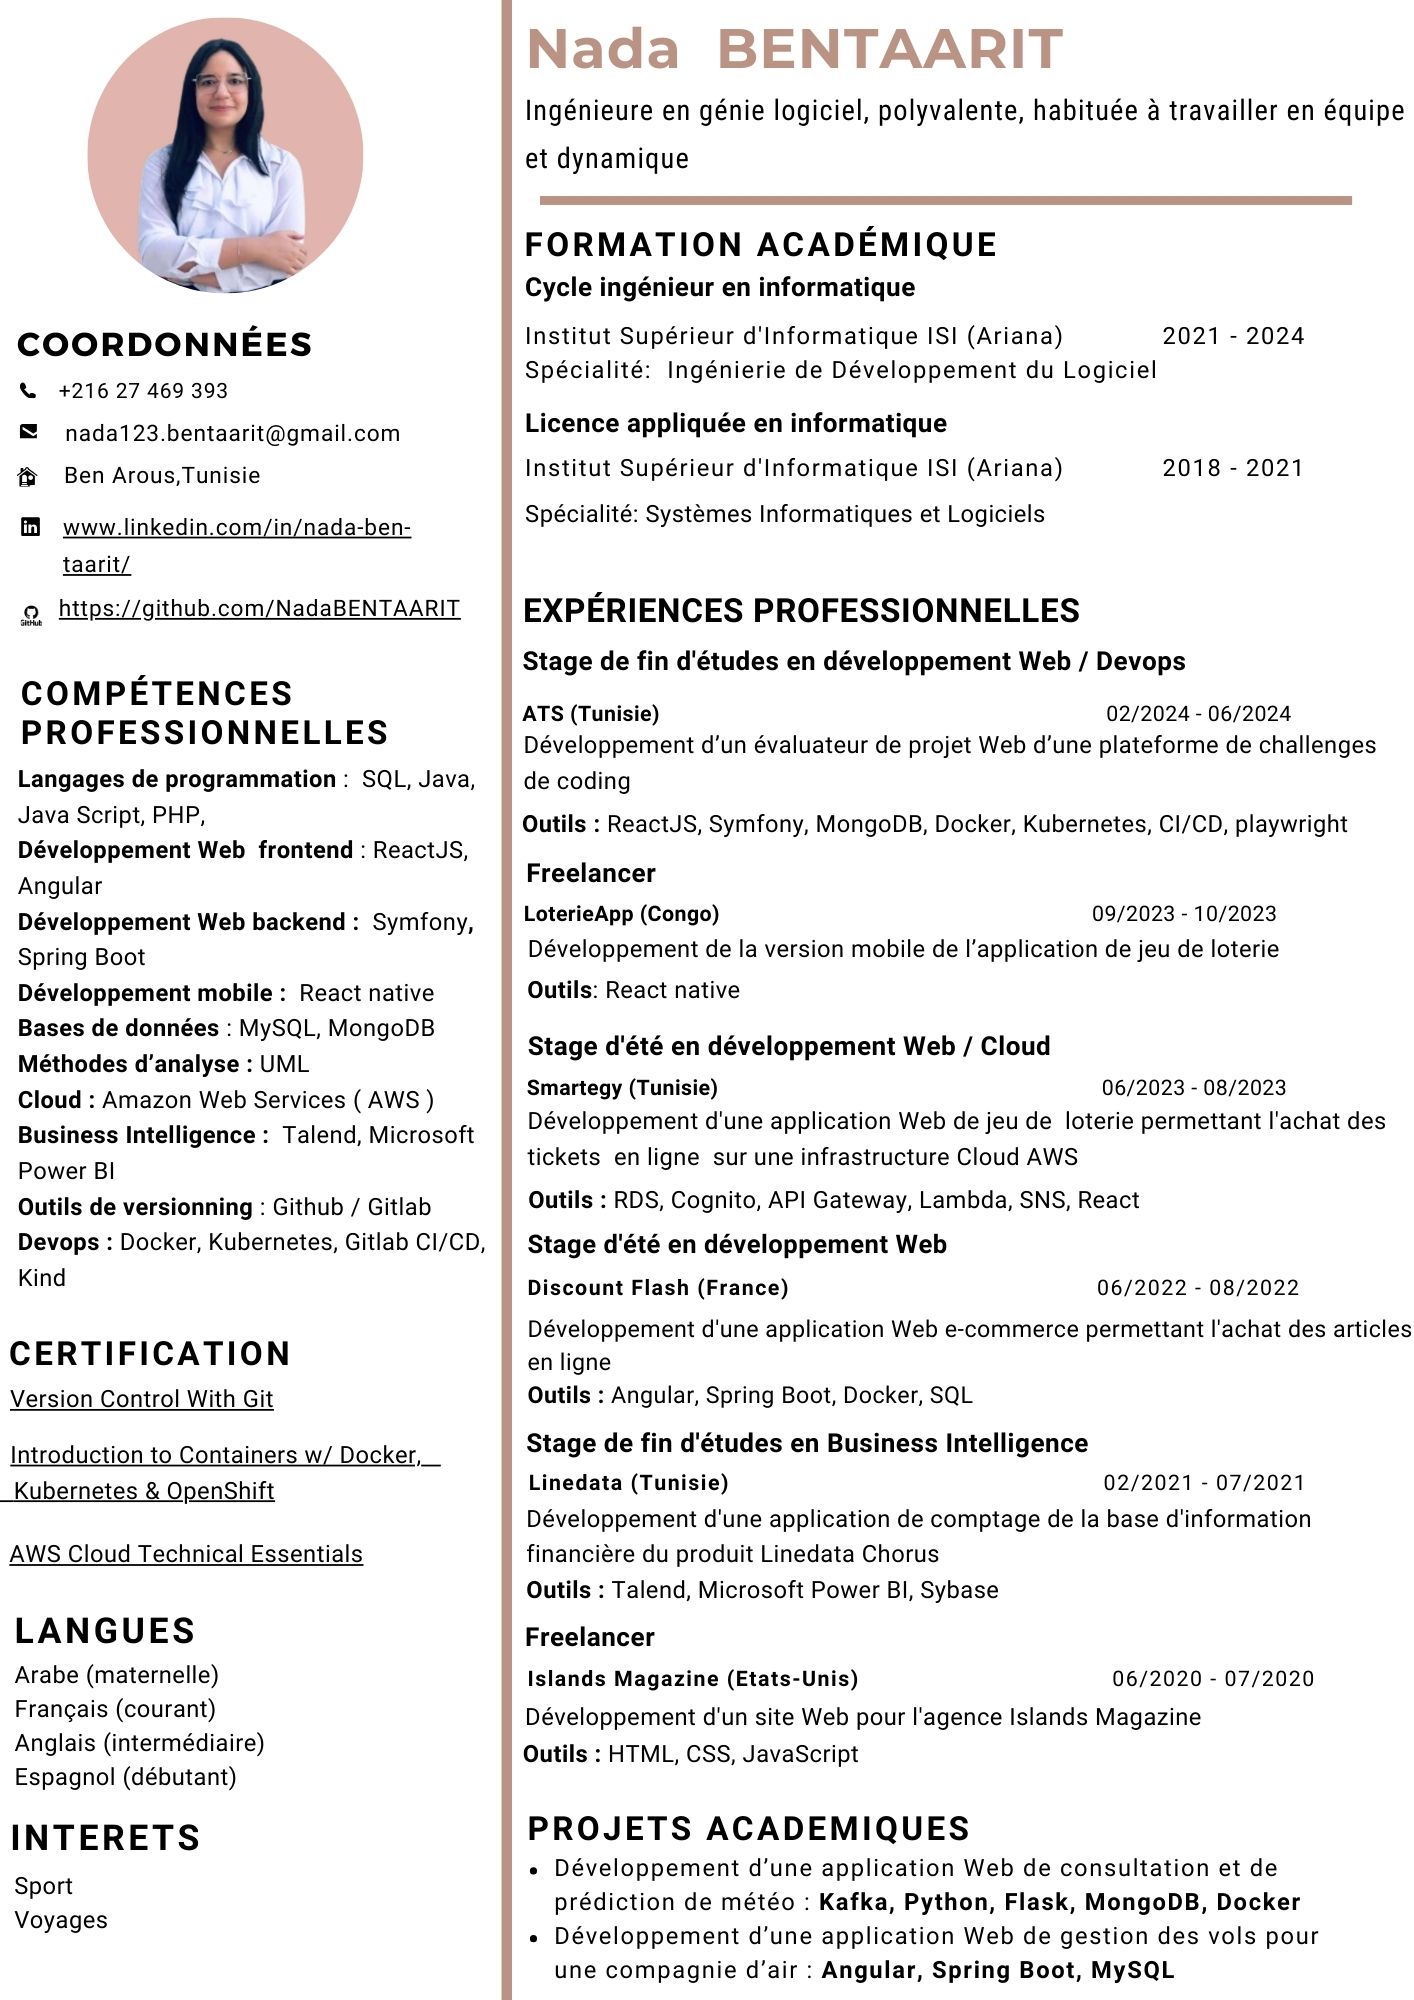 COORDONNÉES
+216 27 469 393
nada123.bentaarit@gmail.com
Ben Arous,Tunisie
www.linkedin.com/in/nada-ben-
taarit/
GitHub
https://github.com/NadaBENTAARIT
COMPÉTENCES
PROFESSIONNELLES
Langages de programmation : SQL, Java,
Java Script, PHP,
Développement Web frontend : ReactJS,
Angular
Développement Web backend : Symfony,
Spring Boot
Développement mobile : React native
Bases de données : MySQL, MongoDB
Méthodes d’analyse : UML
Cloud : Amazon Web Services ( AWS )
Business Intelligence : Talend, Microsoft
Power BI
Outils de versionning : Github / Gitlab
Devops : Docker, Kubernetes, Gitlab CI/CD,
Kind
CERTIFICATION
Version Control With Git
Introduction to Containers w/ Docker,
Kubernetes & OpenShift
AWS Cloud Technical Essentials
LANGUES
Arabe (maternelle)
Français (courant)
Anglais (intermédiaire)
Espagnol (débutant)
INTERETS
Sport
Voyages
Nada BENTAARIT
Ingénieure en génie logiciel, polyvalente, habituée à travailler en équipe
et dynamique
FORMATION ACADÉMIQUE
Cycle ingénieur en informatique
Institut Supérieur d'Informatique ISI (Ariana) 2021 - 2024
Spécialité: Ingénierie de Développement du Logiciel
Licence appliquée en informatique
Institut Supérieur d'Informatique ISI (Ariana) 2018 - 2021
Spécialité: Systèmes Informatiques et Logiciels
EXPÉRIENCES PROFESSIONNELLES
Stage de fin d'études en développement Web / Devops
ATS (Tunisie) 02/2024 - 06/2024
Développement d’un évaluateur de projet Web d’une plateforme de challenges
de coding
Outils : ReactJS, Symfony, MongoDB, Docker, Kubernetes, CI/CD, playwright
Freelancer
LoterieApp (Congo) 09/2023 - 10/2023
Développement de la version mobile de l’application de jeu de loterie
Outils: React native
Stage d'été en développement Web / Cloud
Smartegy (Tunisie) 06/2023 - 08/2023
Développement d'une application Web de jeu de loterie permettant l'achat des
tickets en ligne sur une infrastructure Cloud AWS
Outils : RDS, Cognito, API Gateway, Lambda, SNS, React
Stage d'été en développement Web
Discount Flash (France) 06/2022 - 08/2022
Développement d'une application Web e-commerce permettant l'achat des articles
en ligne
Outils : Angular, Spring Boot, Docker, SQL
Stage de fin d'études en Business Intelligence
Linedata (Tunisie) 02/2021 - 07/2021
Développement d'une application de comptage de la base d'information
financière du produit Linedata Chorus
Outils : Talend, Microsoft Power BI, Sybase
Freelancer
Islands Magazine (Etats-Unis) 06/2020 - 07/2020
Développement d'un site Web pour l'agence Islands Magazine
Outils : HTML, CSS, JavaScript
PROJETS ACADEMIQUES
• Développement d’une application Web de consultation et de
prédiction de météo : Kafka, Python, Flask, MongoDB, Docker
• Développement d’une application Web de gestion des vols pour
une compagnie d’air : Angular, Spring Boot, MySQL